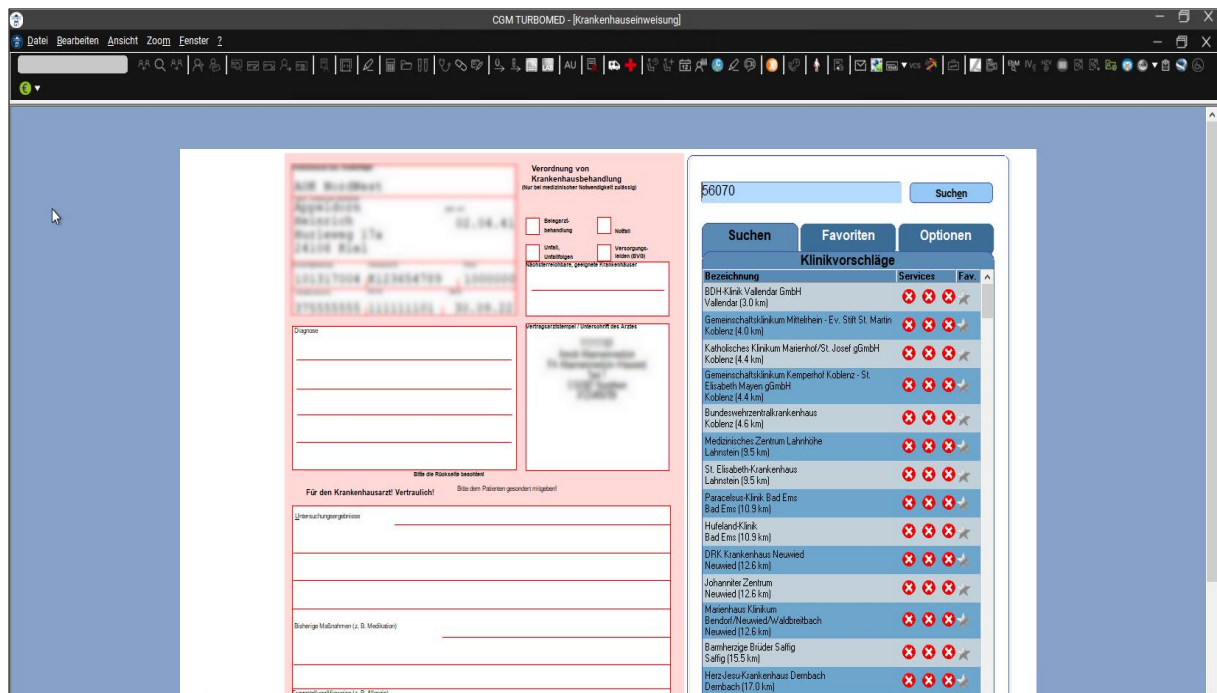 CGM TURBOMED - [Krankenhauseinweisung]
Datei Bearbeiten Ansicht Zoom Fenster ?
AU
Verordnung von
Krankenhausbehandlung
(Nur bei medizinischer Notwendigkeit zulässig)
Belegarzt-
behandlung
Notfall
Unfall,
Unfallfolgen
Versorgungs-
leiden (BVG)
Nächsterreichbare, geeignete Krankenhäuser
Diagnose
Vertragsarztstempel / Unterschrift des Arztes
Bitte die Rückseite beachten!
Für den Krankenhausarzt! Vertraulich!
Bitte dem Patienten gesondert mitgeben!
Untersuchungsergebnisse
Bisherige Maßnahmen (z. B. Medikation)
56070
Suchen
Suchen Favoriten Optionen
Klinikvorschläge
Bezeichnung Services Fav.
BDH-Klinik Vallendar GmbH
Vallendar (3.0 km)
Gemeinschaftsklinikum Mittelrhein - Ev. Stift St. Martin
Koblenz (4.0 km)
Katholisches Klinikum Marienhof/St. Josef gGmbH
Koblenz (4.4 km)
Gemeinschaftsklinikum Kemperhof Koblenz - St.
Elisabeth Mayen gGmbH
Koblenz (4.4 km)
Bundeswehrzentralkrankenhaus
Koblenz (4.6 km)
Medizinisches Zentrum Lahnhöhe
Lahnstein (9.5 km)
St. Elisabeth-Krankenhaus
Lahnstein (9.5 km)
Paracelsus-Klinik Bad Ems
Bad Ems (10.9 km)
Hufeland-Klinik
Bad Ems (10.9 km)
DRK Krankenhaus Neuwied
Neuwied (12.6 km)
Johanniter Zentrum
Neuwied (12.6 km)
Marienhaus Klinikum
Bendorf/Neuwied/Waldbreitbach
Neuwied (12.6 km)
Barmherzige Brüder Saffig
Saffig (15.5 km)
Herz-Jesu-Krankenhaus Dernbach
Dernbach (17.0 km)